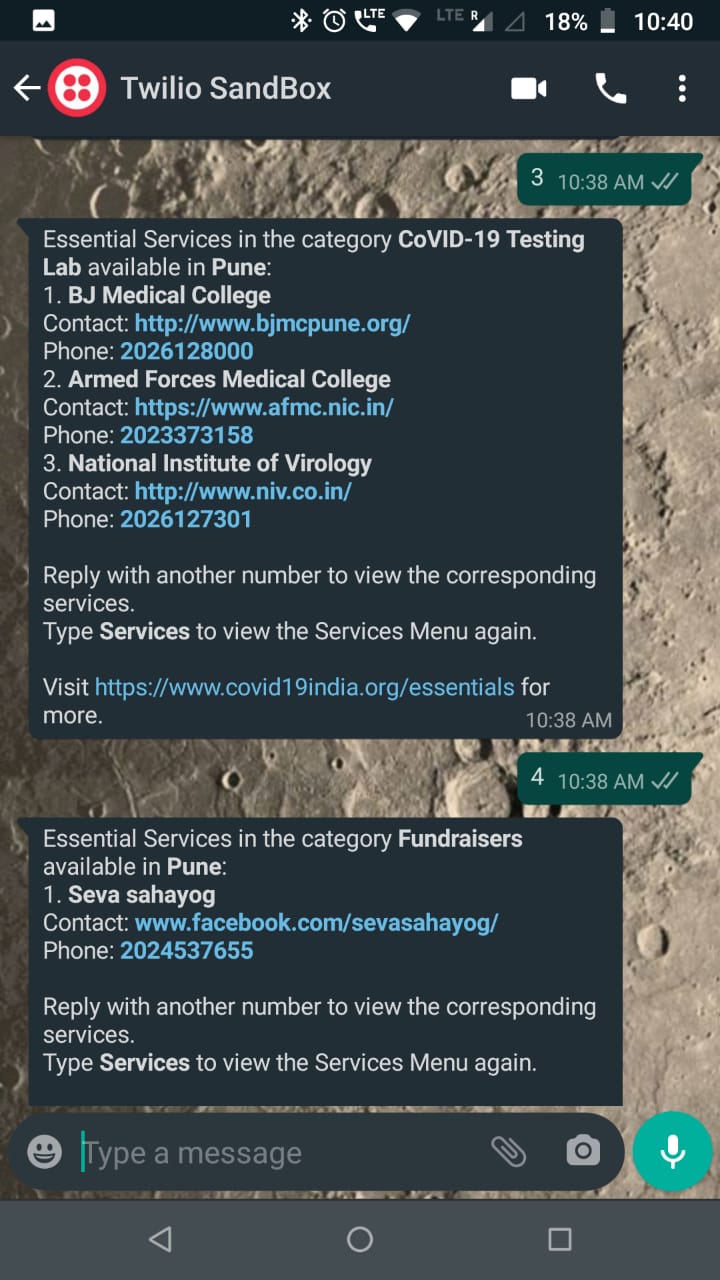 LTE LTE R 18% 10:40
Twilio SandBox
3 10:38 AM
Essential Services in the category CoVID-19 Testing
Lab available in Pune:
1. BJ Medical College
Contact: http://www.bjmcpune.org/
Phone: 2026128000
2. Armed Forces Medical College
Contact: https://www.afmc.nic.in/
Phone: 2023373158
3. National Institute of Virology
Contact: http://www.niv.co.in/
Phone: 2026127301
Reply with another number to view the corresponding
services.
Type Services to view the Services Menu again.
Visit https://www.covid19india.org/essentials for
more.
10:38 AM
4 10:38 AM
Essential Services in the category Fundraisers
available in Pune:
1. Seva sahayog
Contact: www.facebook.com/sevasahayog/
Phone: 2024537655
Reply with another number to view the corresponding
services.
Type Services to view the Services Menu again.
Type a message